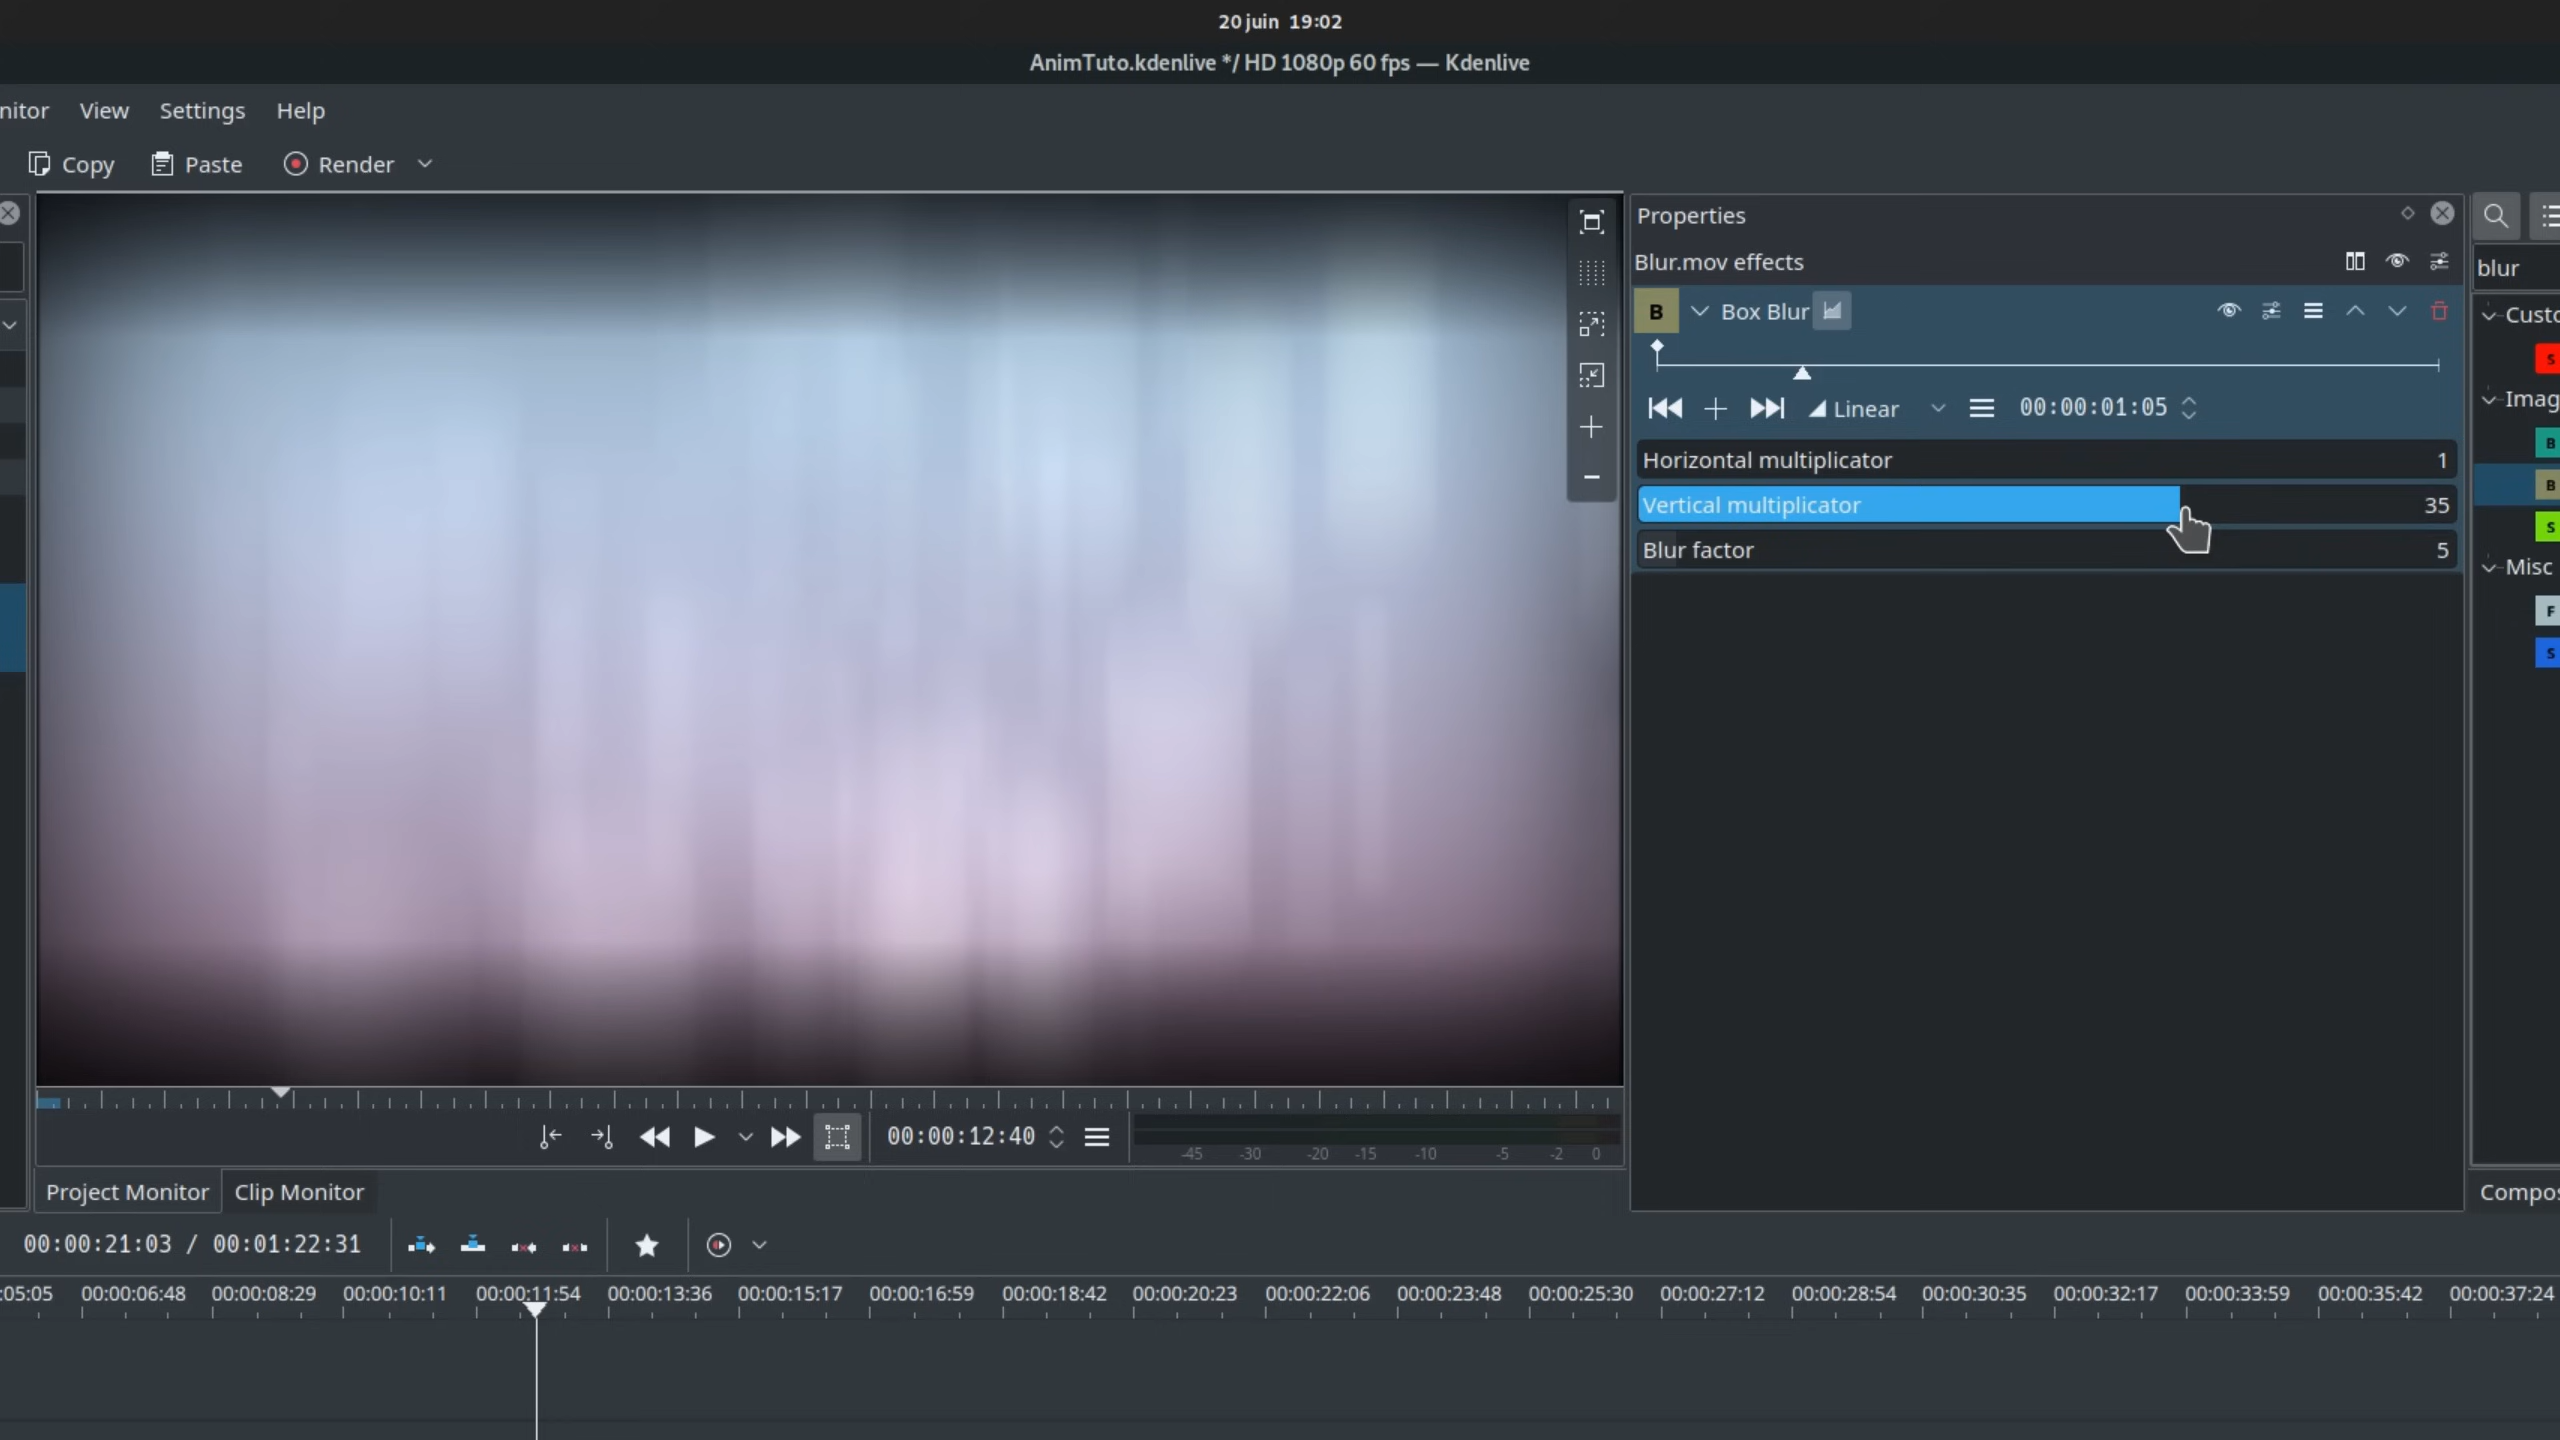 20 juin 19:02
AnimTuto.kdenlive */ HD 1080p 60 fps — Kdenlive
nitor View Settings Help
Copy Paste Render
Properties
Blur.mov effects
blur
B Box Blur
Custo
S
Linear 00:00:01:05
Imag
B
Horizontal multiplicator 1
B
Vertical multiplicator 35
S
Blur factor 5
Misc
F
S
00:00:12:40
-45 -30 -20 -15 -10 -5 -2 0
Project Monitor Clip Monitor
Compos
00:00:21:03 / 00:01:22:31
:05:05 00:00:06:48 00:00:08:29 00:00:10:11 00:00:11:54 00:00:13:36 00:00:15:17 00:00:16:59 00:00:18:42 00:00:20:23 00:00:22:06 00:00:23:48 00:00:25:30 00:00:27:12 00:00:28:54 00:00:30:35 00:00:32:17 00:00:33:59 00:00:35:42 00:00:37:24